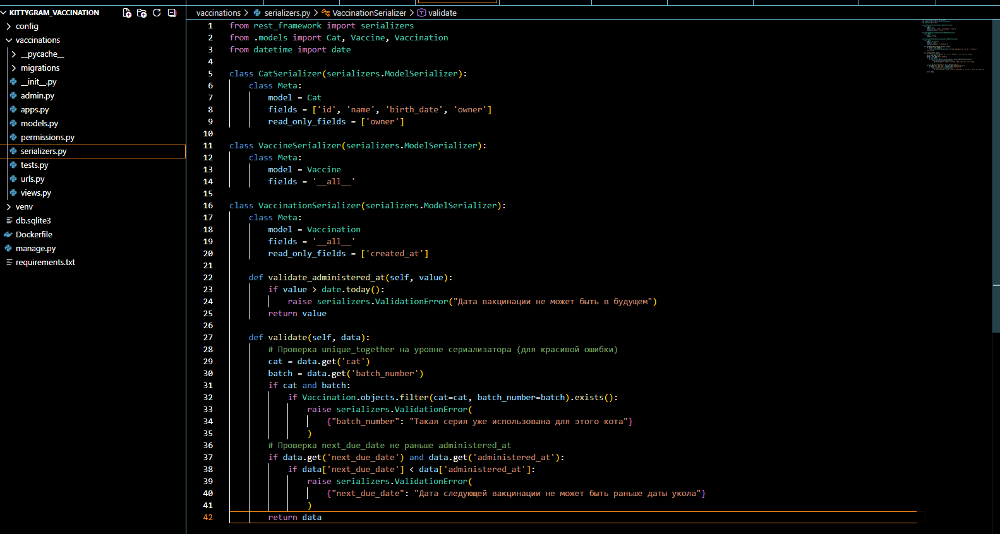 KITTYGRAM_VACCINATION
config
vaccinations
__pycache__
migrations
__init__.py
admin.py
apps.py
models.py
permissions.py
serializers.py
tests.py
urls.py
views.py
venv
db.sqlite3
Dockerfile
manage.py
requirements.txt
vaccinations > serializers.py > VaccinationSerializer > validate
1 from rest_framework import serializers
2 from .models import Cat, Vaccine, Vaccination
3 from datetime import date
4
5 class CatSerializer(serializers.ModelSerializer):
6     class Meta:
7         model = Cat
8         fields = ['id', 'name', 'birth_date', 'owner']
9         read_only_fields = ['owner']
10
11 class VaccineSerializer(serializers.ModelSerializer):
12     class Meta:
13         model = Vaccine
14         fields = '__all__'
15
16 class VaccinationSerializer(serializers.ModelSerializer):
17     class Meta:
18         model = Vaccination
19         fields = '__all__'
20         read_only_fields = ['created_at']
21
22     def validate_administered_at(self, value):
23         if value > date.today():
24             raise serializers.ValidationError("Дата вакцинации не может быть в будущем")
25         return value
26
27     def validate(self, data):
28         # Проверка unique_together на уровне сериализатора (для красивой ошибки)
29         cat = data.get('cat')
30         batch = data.get('batch_number')
31         if cat and batch:
32             if Vaccination.objects.filter(cat=cat, batch_number=batch).exists():
33                 raise serializers.ValidationError(
34                     {"batch_number": "Такая серия уже использована для этого кота"}
35                 )
36         # Проверка next_due_date не раньше administered_at
37         if data.get('next_due_date') and data.get('administered_at'):
38             if data['next_due_date'] < data['administered_at']:
39                 raise serializers.ValidationError(
40                     {"next_due_date": "Дата следующей вакцинации не может быть раньше даты укола"}
41                 )
42         return data